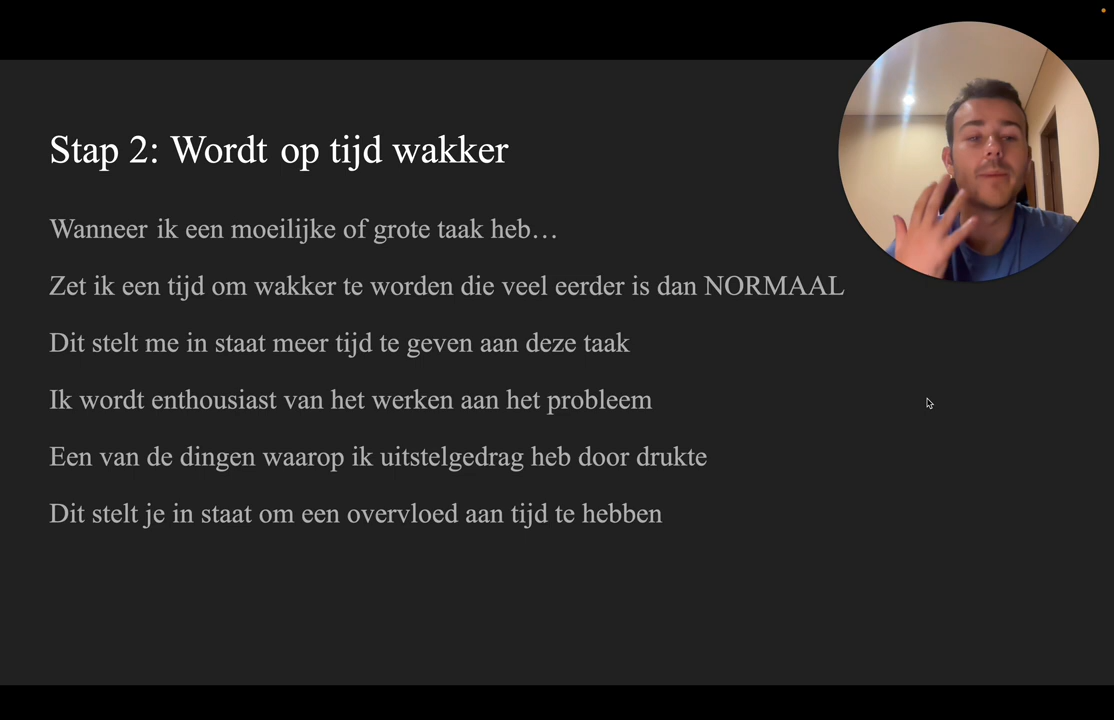 Stap 2: Wordt op tijd wakker
Wanneer ik een moeilijke of grote taak heb…
Zet ik een tijd om wakker te worden die veel eerder is dan NORMAAL
Dit stelt me in staat meer tijd te geven aan deze taak
Ik wordt enthousiast van het werken aan het probleem
Een van de dingen waarop ik uitstelgedrag heb door drukte
Dit stelt je in staat om een overvloed aan tijd te hebben